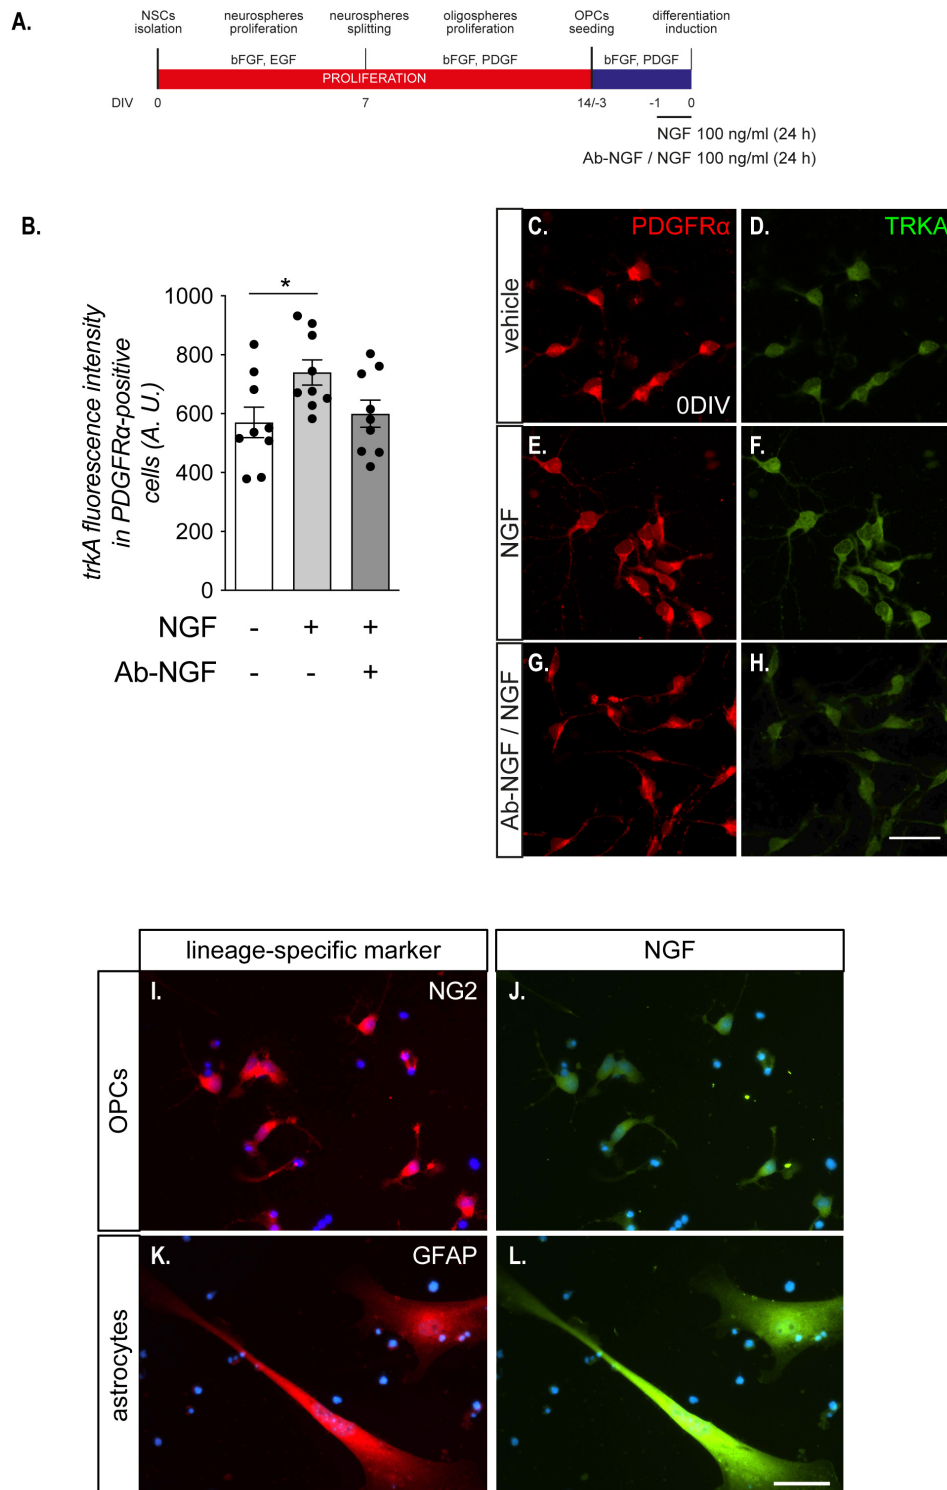 A.
NSCs isolation
neurospheres proliferation
neurospheres splitting
oligospheres proliferation
OPCs seeding
differentiation induction
bFGF, EGF
bFGF, PDGF
bFGF, PDGF
PROLIFERATION
DIV 0 7 14/-3 -1 0
NGF 100 ng/ml (24 h)
Ab-NGF / NGF 100 ng/ml (24 h)
B.
trkA fluorescence intensity
in PDGFRα-positive
cells (A. U.)
1000
800
600
400
200
0
*
NGF - + +
Ab-NGF - - +
C. PDGFRα
D. TRKA
vehicle
0DIV
E.
F.
NGF
G.
H.
Ab-NGF / NGF
lineage-specific marker
NGF
I. NG2
J.
OPCs
K. GFAP
L.
astrocytes